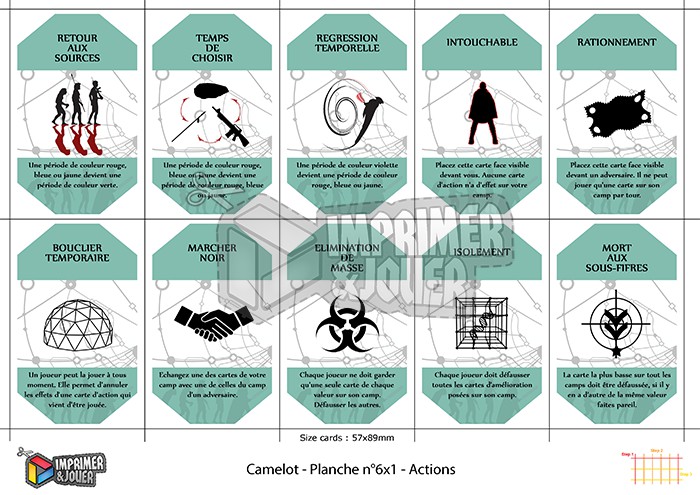 RETOUR
AUX
SOURCES
Une période de couleur rouge,
bleue ou jaune devient une
période de couleur verte.
TEMPS
DE
CHOISIR
Une période de couleur rouge,
bleue ou jaune devient une
période de couleur rouge, bleue
ou jaune.
REGRESSION
TEMPORELLE
Une période de couleur violette
devient une période de couleur
rouge, bleue ou jaune.
INTOUCHABLE
Placez cette carte face visible
devant vous. Aucune carte
d'action n'a d'effet sur votre
camp.
RATIONNEMENT
Placez cette carte face visible
devant un adversaire. Il ne peut
jouer qu'une carte sur son
camp par tour.
BOUCLIER
TEMPORAIRE
Un joueur peut la jouer à tous
moment. Elle permet d'annuler
les effets d'une carte d'action qui
vient d'être jouée.
MARCHER
NOIR
Echangez une des cartes de votre
camp avec une de celles du camp
d'un adversaire.
ELIMINATION
DE
MASSE
Chaque joueur ne doit garder
qu'une seule carte de chaque
valeur sur son camp.
Défausser les autres.
ISOLEMENT
Chaque joueur doit défausser
toutes les cartes d'amélioration
posées sur son camp.
MORT
AUX
SOUS-FIFRES
La carte la plus basse sur tout les
camps doit être défaussée, si il y
en a d'autre de la même valeur
faites pareil.
IMPRIMER
&JOUER
Size cards : 57x89mm
IMPRIMER
&JOUER
Camelot - Planche n°6x1 - Actions